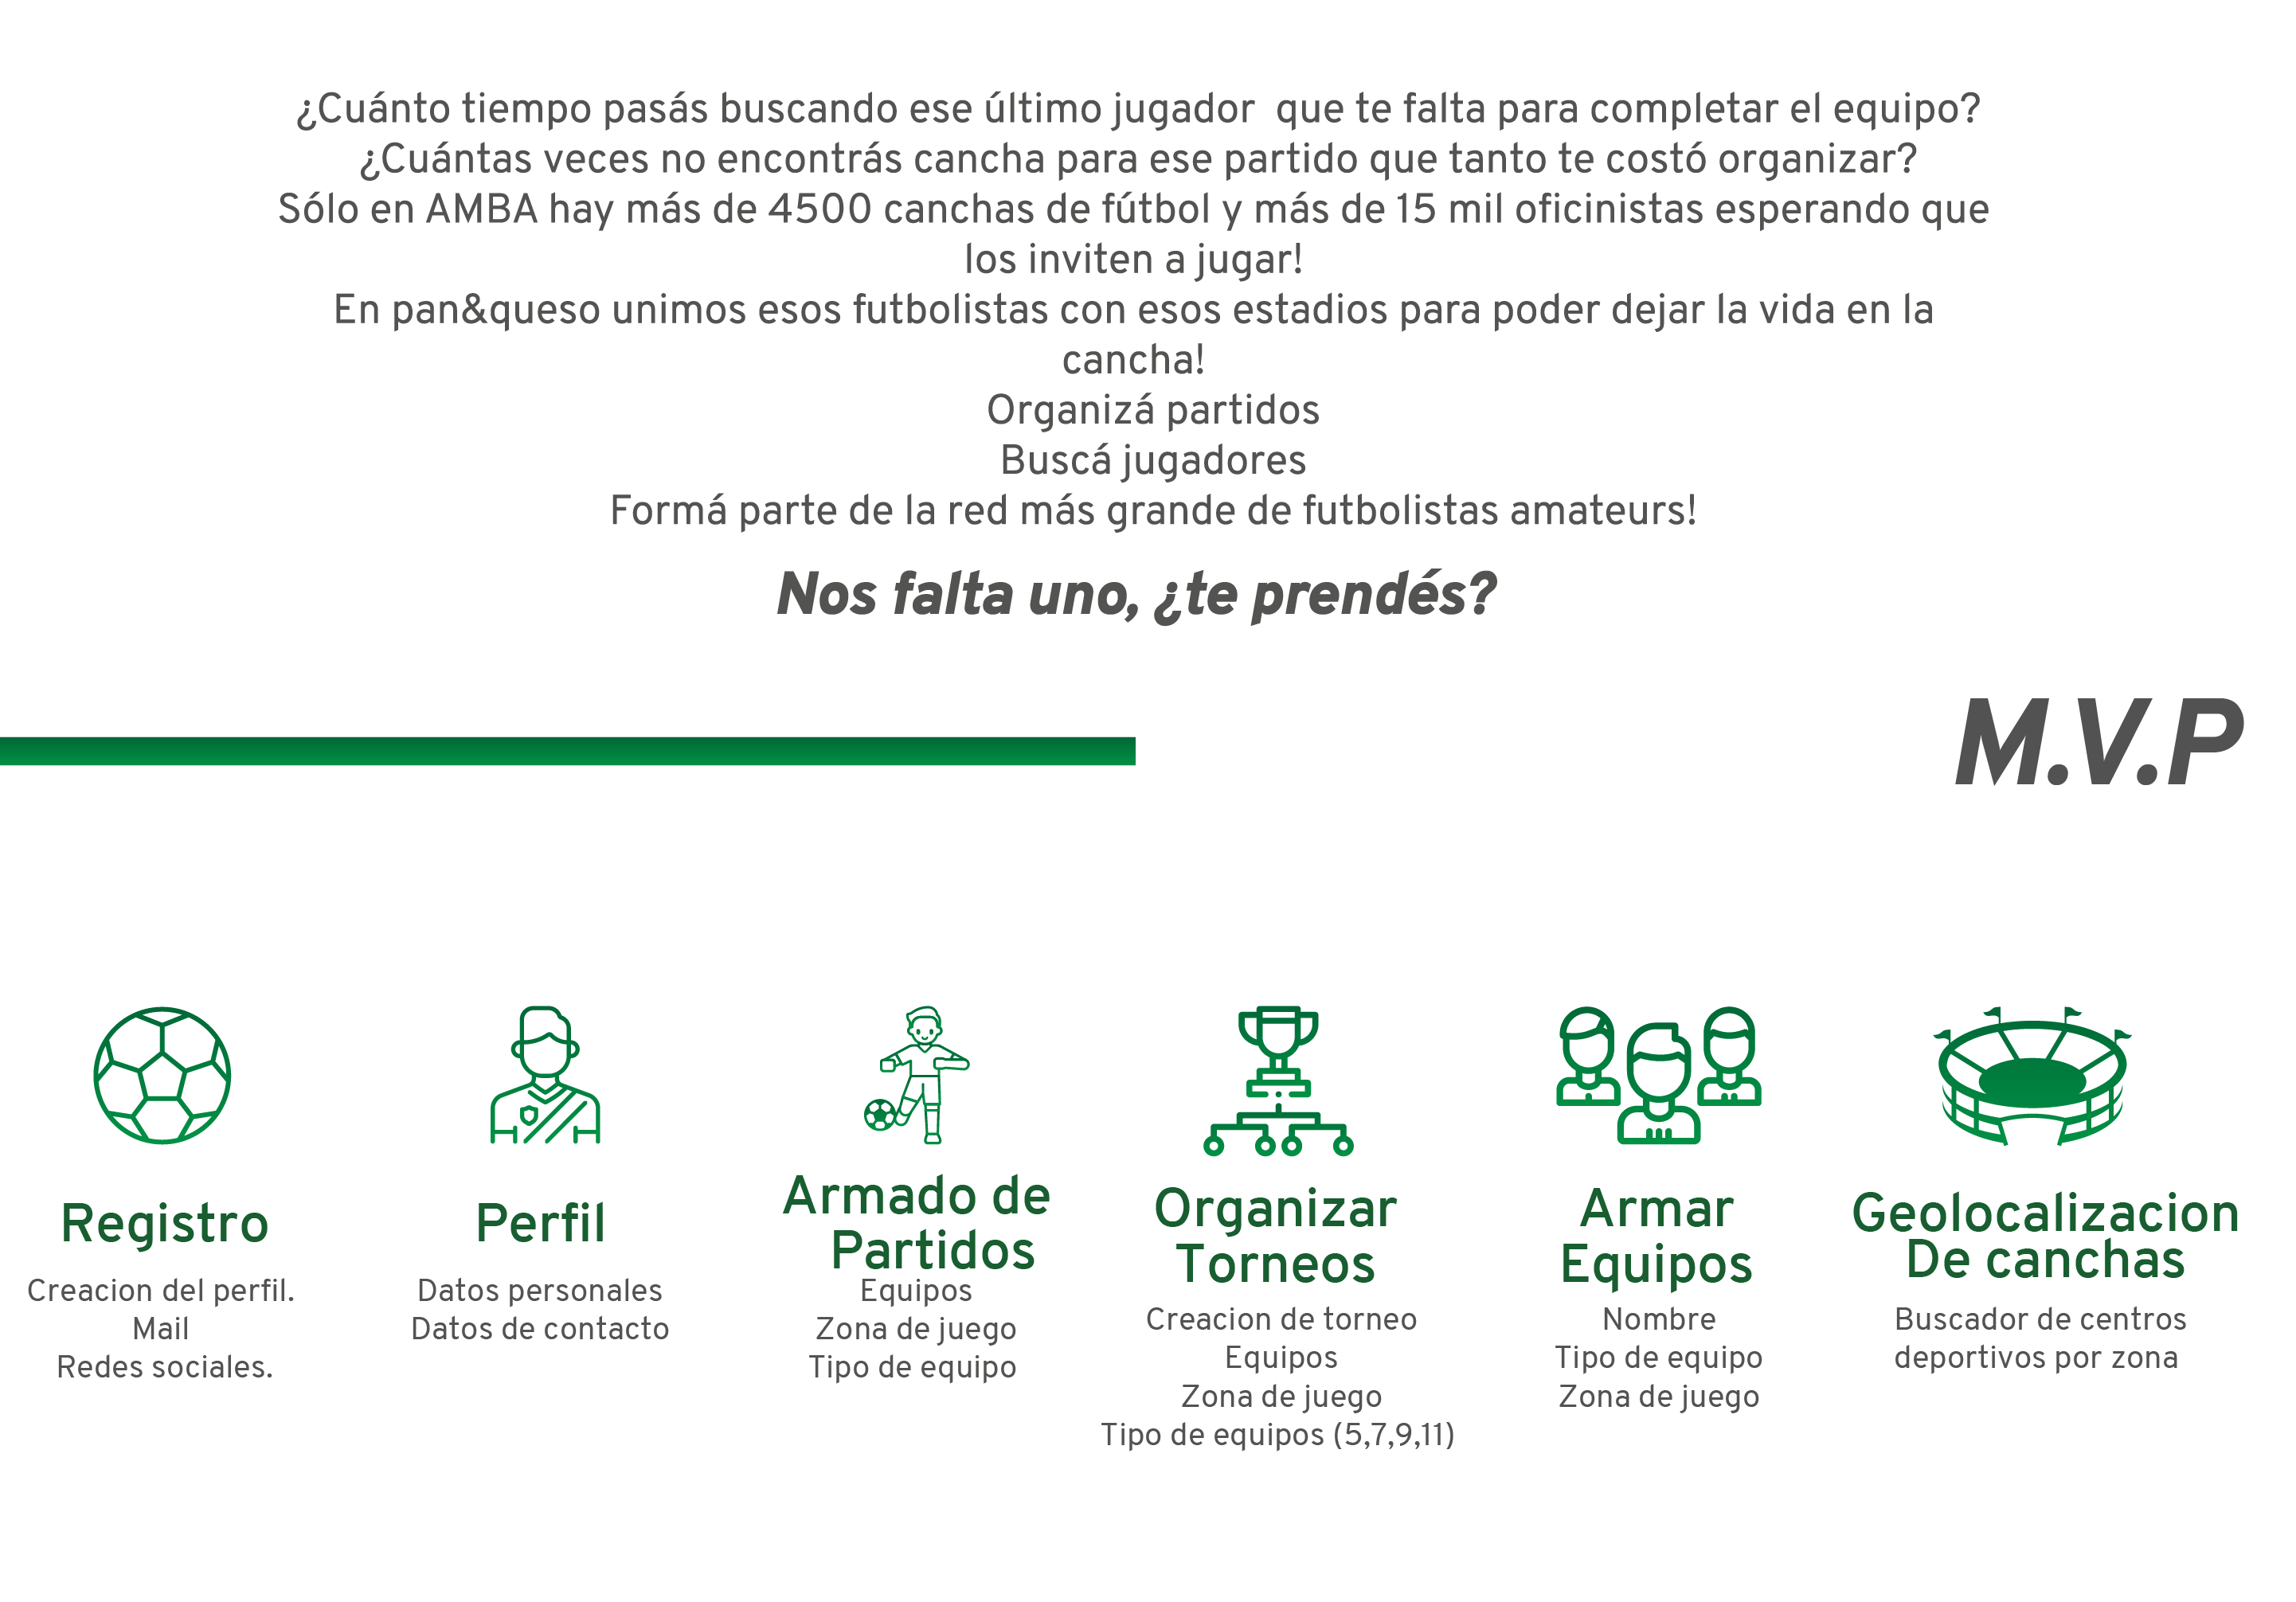 ¿Cuánto tiempo pasás buscando ese último jugador  que te falta para completar el equipo?
¿Cuántas veces no encontrás cancha para ese partido que tanto te costó organizar?
Sólo en AMBA hay más de 4500 canchas de fútbol y más de 15 mil oficinistas esperando que
los inviten a jugar!
En pan&queso unimos esos futbolistas con esos estadios para poder dejar la vida en la
cancha!
Organizá partidos
Buscá jugadores
Formá parte de la red más grande de futbolistas amateurs!
Nos falta uno, ¿te prendés?
M.V.P
Registro
Creacion del perfil.
Mail
Redes sociales.
Perfil
Datos personales
Datos de contacto
Armado de
Partidos
Equipos
Zona de juego
Tipo de equipo
Organizar
Torneos
Creacion de torneo
Equipos
Zona de juego
Tipo de equipos (5,7,9,11)
Armar
Equipos
Nombre
Tipo de equipo
Zona de juego
Geolocalizacion
De canchas
Buscador de centros
deportivos por zona